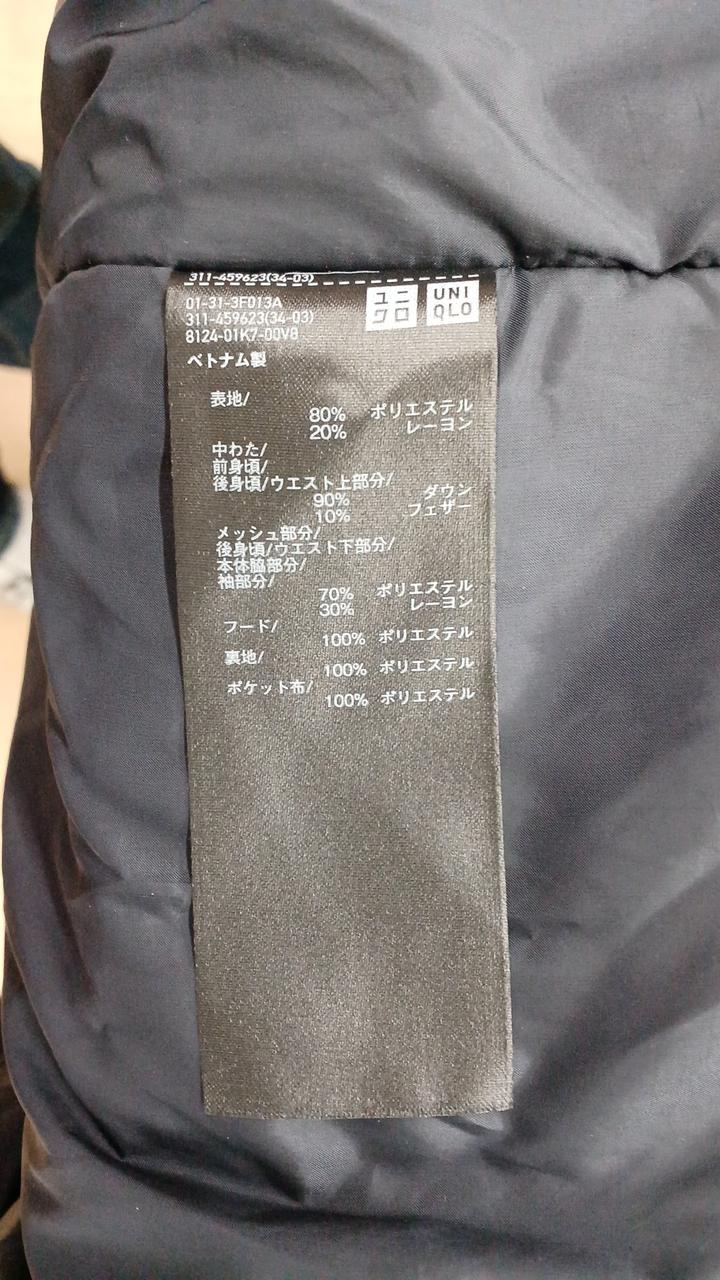 311-459623(34-03)
01-31-3F013A
311-459623(34-03)
8124-01K7-00V8
ユニクロ
UNIQLO
ベトナム製
表地/
80% ポリエステル
20% レーヨン
中わた/
前身頃/
後身頃/ウエスト上部分/
90% ダウン
10% フェザー
メッシュ部分/
後身頃/ウエスト下部分/
本体脇部分/
袖部分/
70% ポリエステル
30% レーヨン
フード/
100% ポリエステル
裏地/
100% ポリエステル
ポケット布/
100% ポリエステル